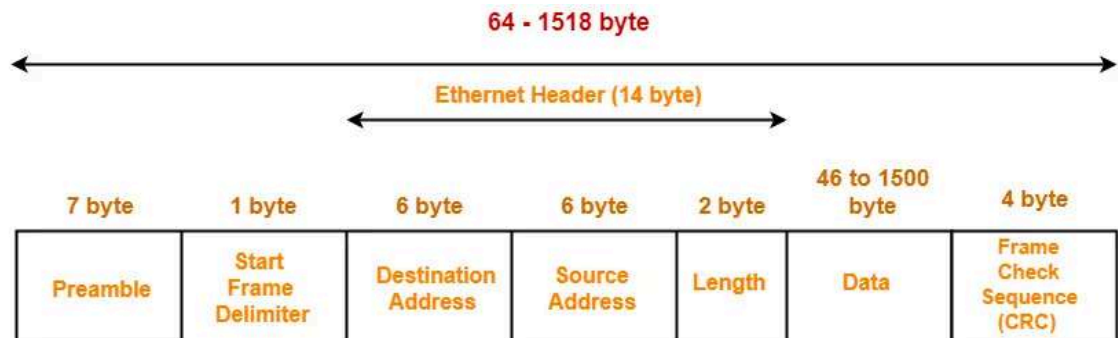 64 - 1518 byte
Ethernet Header (14 byte)
7 byte
1 byte
6 byte
6 byte
2 byte
46 to 1500
byte
4 byte
Preamble
Start
Frame
Delimiter
Destination
Address
Source
Address
Length
Data
Frame
Check
Sequence
(CRC)